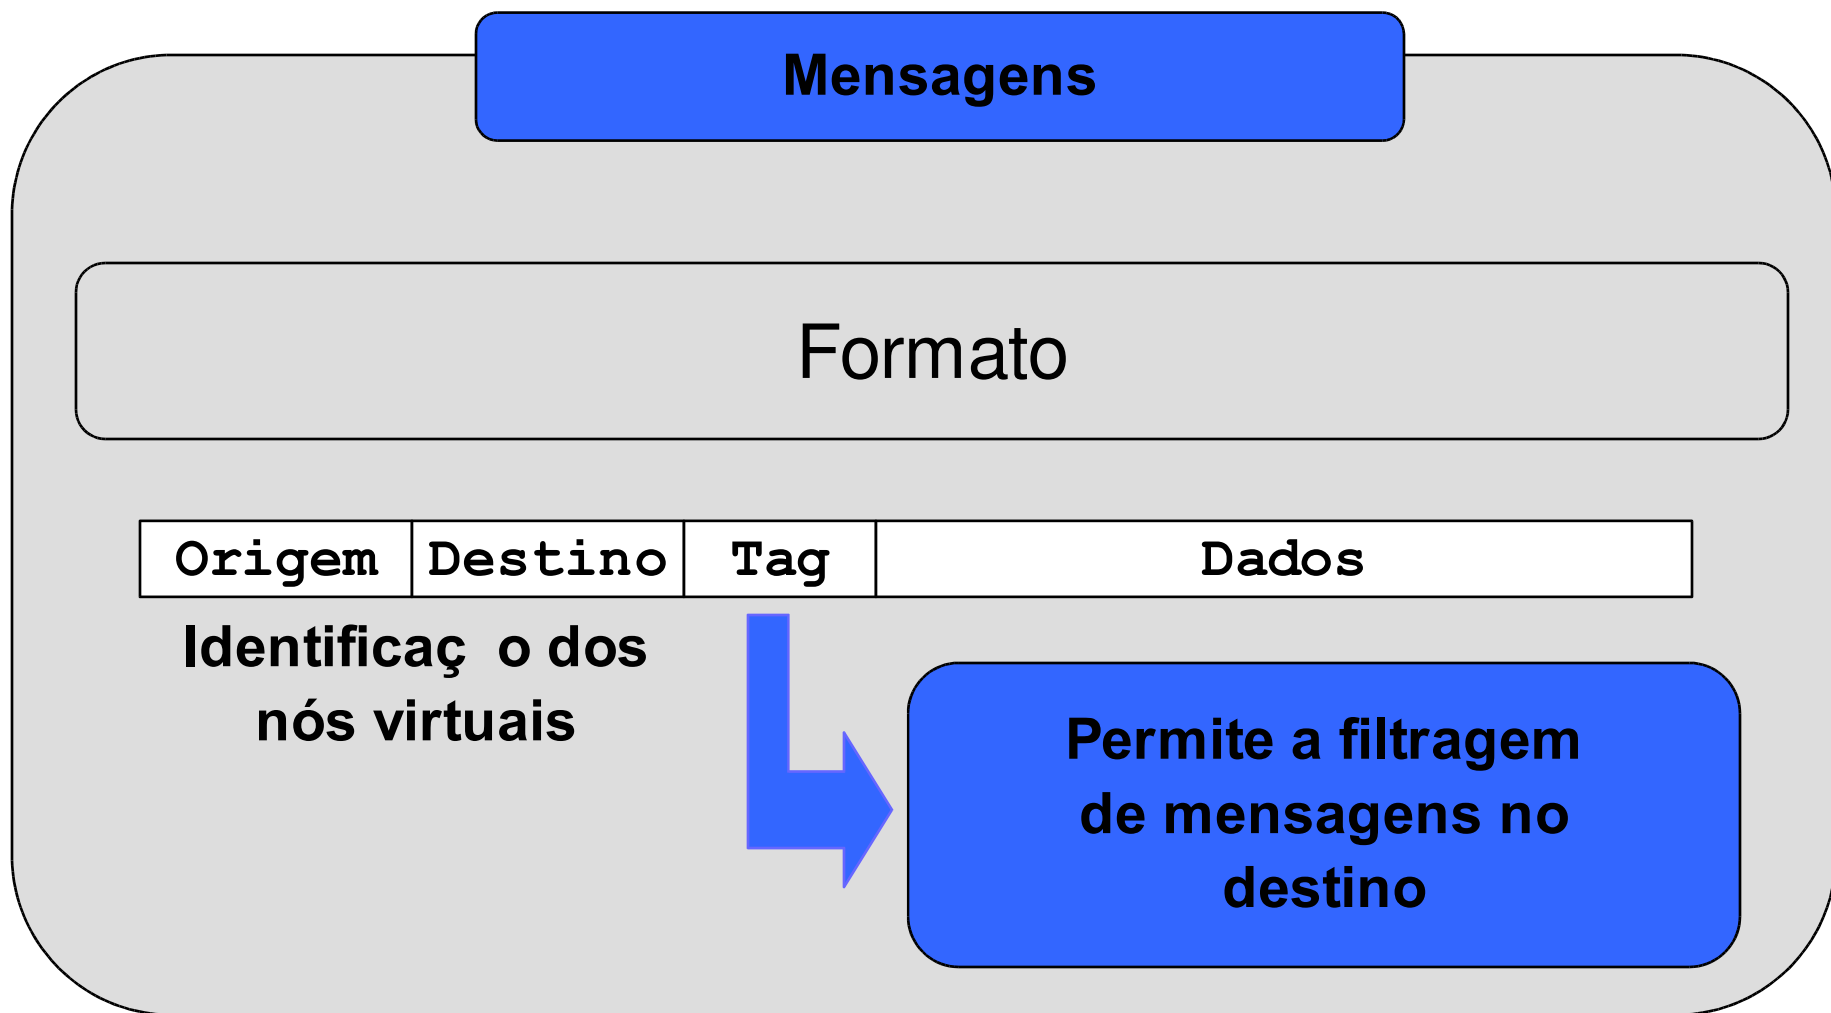 Mensagens
Formato
Origem Destino Tag Dados
Identificaç o dos
nós virtuais
Permite a filtragem
de mensagens no
destino